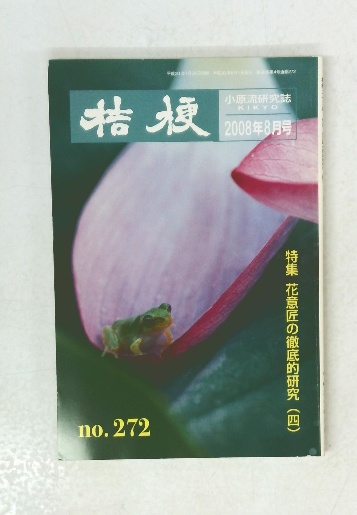 桔梗
小原流研究誌
KIKYO
2008年8月号
特集 花意匠の徹底的研究(四)
no.272